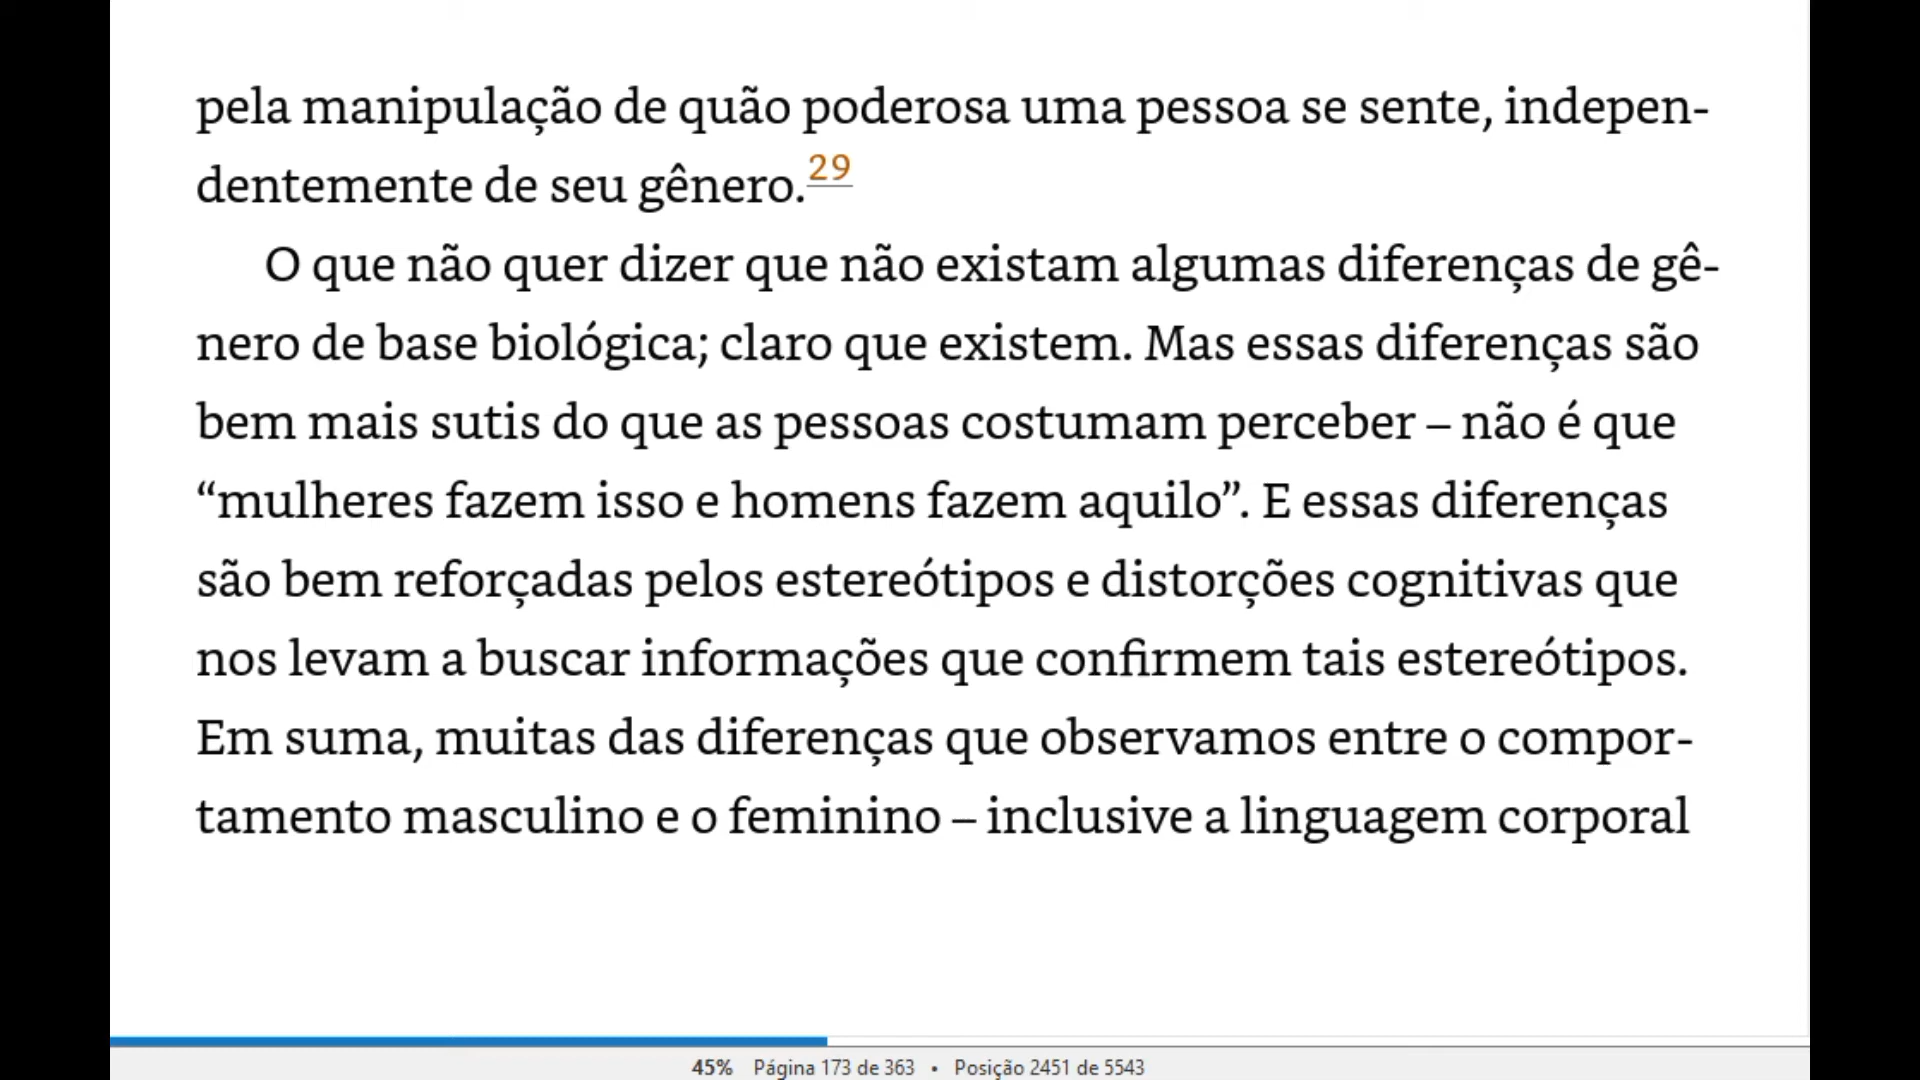 pela manipulação de quão poderosa uma pessoa se sente, indepen-
dentemente de seu gênero.29
O que não quer dizer que não existam algumas diferenças de gê-
nero de base biológica; claro que existem. Mas essas diferenças são
bem mais sutis do que as pessoas costumam perceber – não é que
“mulheres fazem isso e homens fazem aquilo”. E essas diferenças
são bem reforçadas pelos estereótipos e distorções cognitivas que
nos levam a buscar informações que confirmem tais estereótipos.
Em suma, muitas das diferenças que observamos entre o compor-
tamento masculino e o feminino – inclusive a linguagem corporal
45% Página 173 de 363 • Posição 2451 de 5543